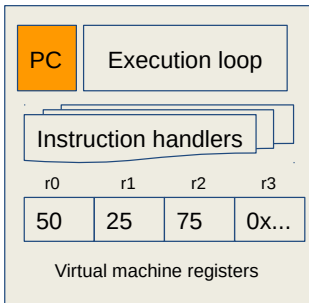 PC Execution loop
Instruction handlers
r0 r1 r2 r3
50 25 75 0x...
Virtual machine registers